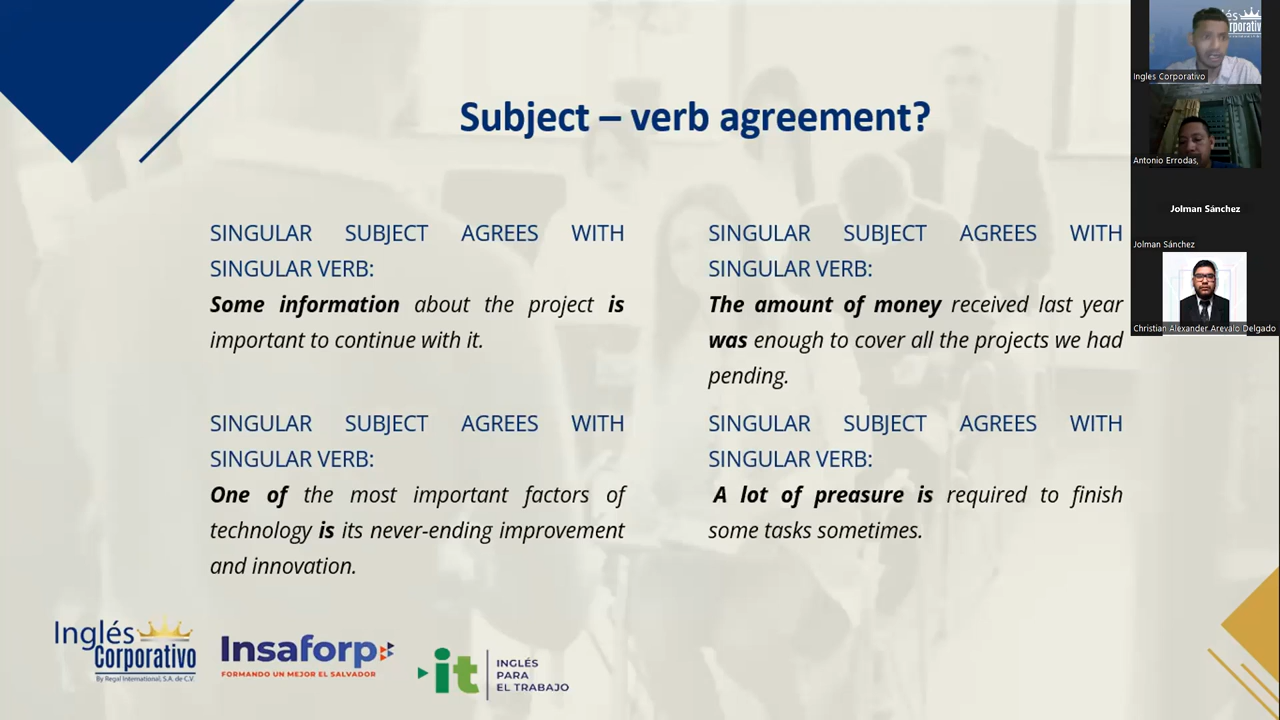 Subject – verb agreement?
SINGULAR SUBJECT AGREES WITH
SINGULAR VERB:
Some information about the project is
important to continue with it.
SINGULAR SUBJECT AGREES WITH
SINGULAR VERB:
One of the most important factors of
technology is its never-ending improvement
and innovation.
SINGULAR SUBJECT AGREES WITH
SINGULAR VERB:
The amount of money received last year
was enough to cover all the projects we had
pending.
SINGULAR SUBJECT AGREES WITH
SINGULAR VERB:
A lot of preasure is required to finish
some tasks sometimes.
Inglés
Corporativo
By Regal International, S.A. de C.V.
Insaforp
FORMANDO UN MEJOR EL SALVADOR
it
INGLÉS
PARA
EL TRABAJO
Ingles Corporativo
Antonio Errodas,
Jolman Sánchez
Jolman Sánchez
Christian Alexander Arevalo Delgado